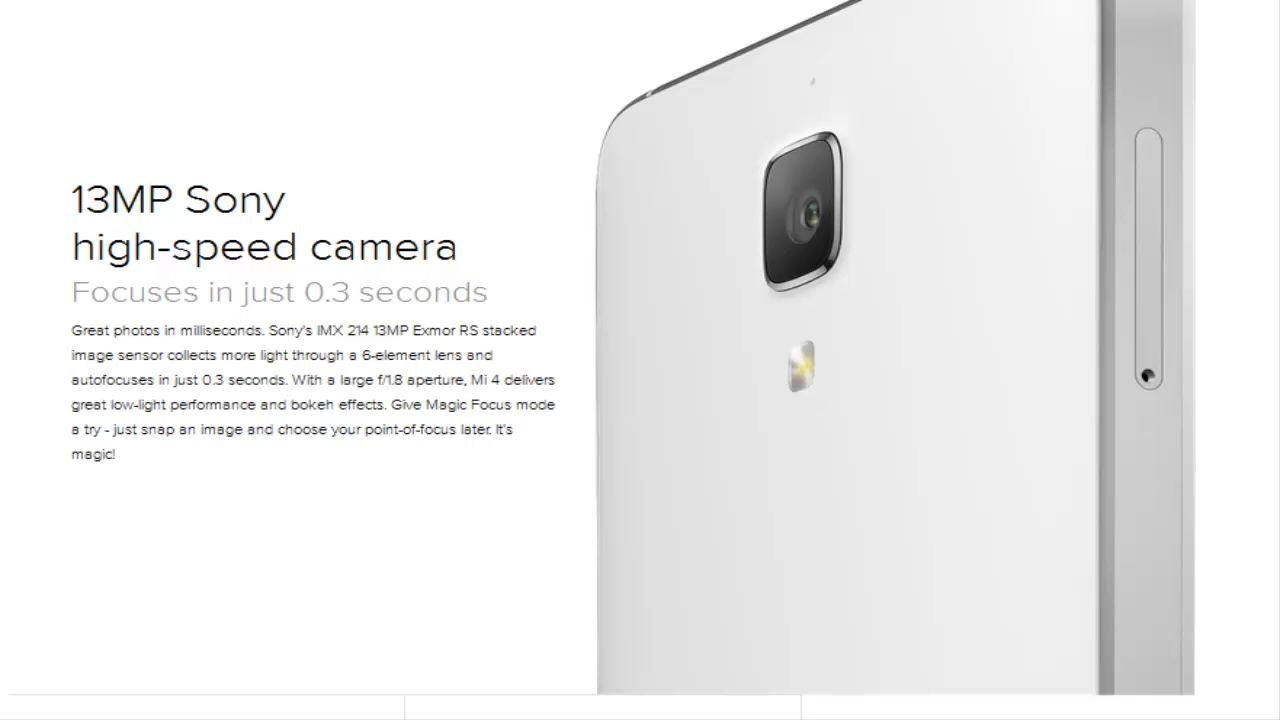 13MP Sony
high-speed camera
Focuses in just 0.3 seconds
Great photos in milliseconds. Sony's IMX 214 13MP Exmor RS stacked
image sensor collects more light through a 6-element lens and
autofocuses in just 0.3 seconds. With a large f/1.8 aperture, Mi 4 delivers
great low-light performance and bokeh effects. Give Magic Focus mode
a try - just snap an image and choose your point-of-focus later. It's
magic!